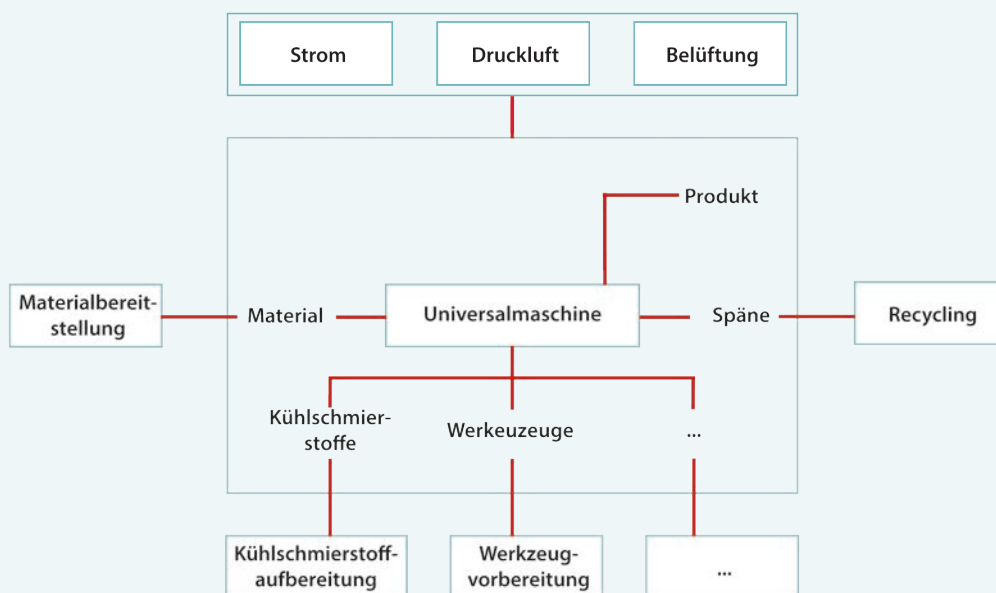 Strom
Druckluft
Belüftung
Produkt
Materialbereit-
stellung
Material
Universalmaschine
Späne
Recycling
Kühlschmier-
stoffe
Werkeuzeuge
...
Kühlschmierstoff-
aufbereitung
Werkzeug-
vorbereitung
...